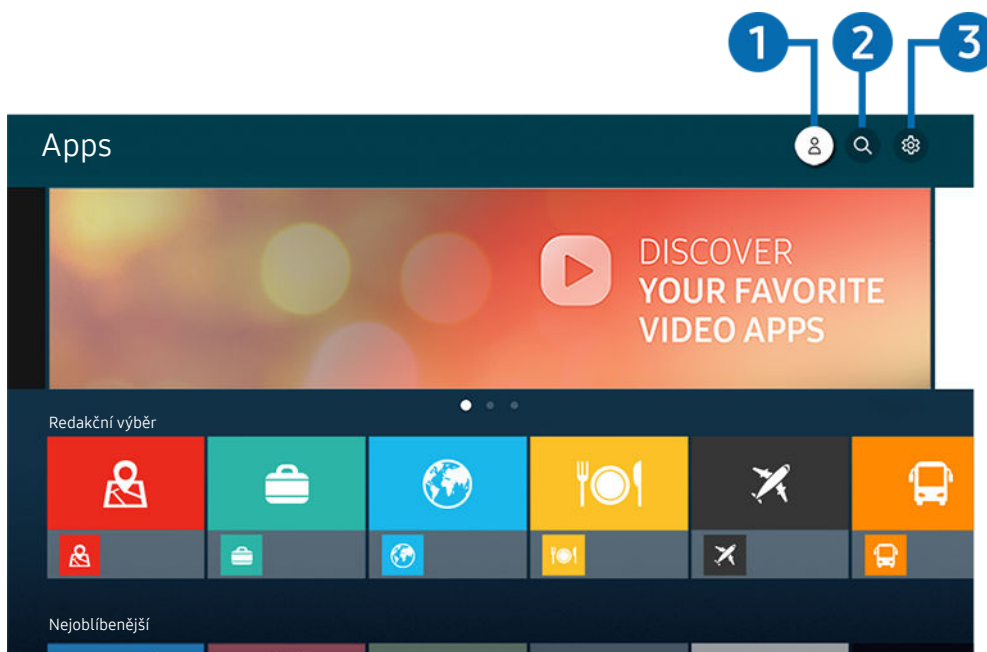 1 2 3
Apps
DISCOVER
YOUR FAVORITE
VIDEO APPS
Redakční výběr
Nejoblíbenější